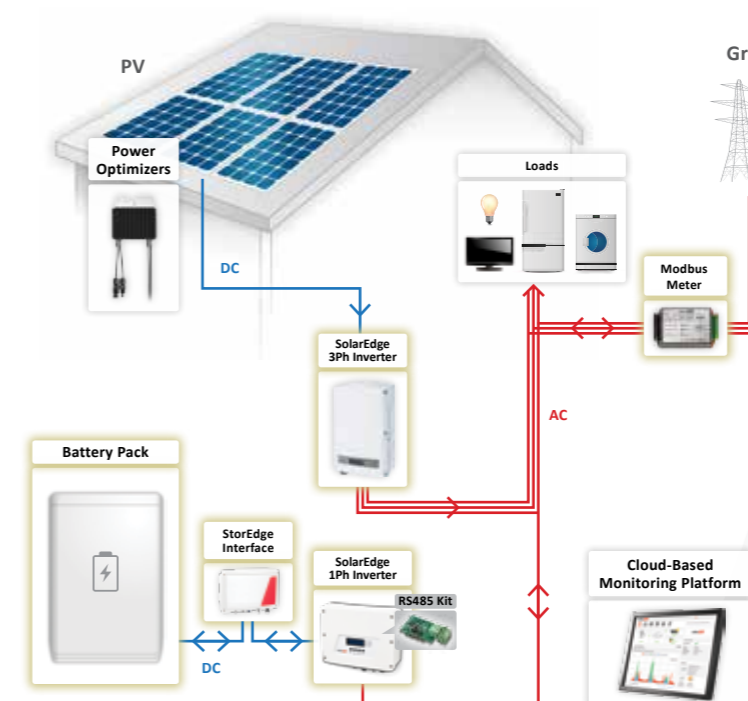 PV
Gr
Power
Optimizers
Loads
DC
Modbus
Meter
SolarEdge
3Ph Inverter
AC
Battery Pack
StorEdge
Interface
SolarEdge
1Ph Inverter
RS485 Kit
Cloud-Based
Monitoring Platform
DC